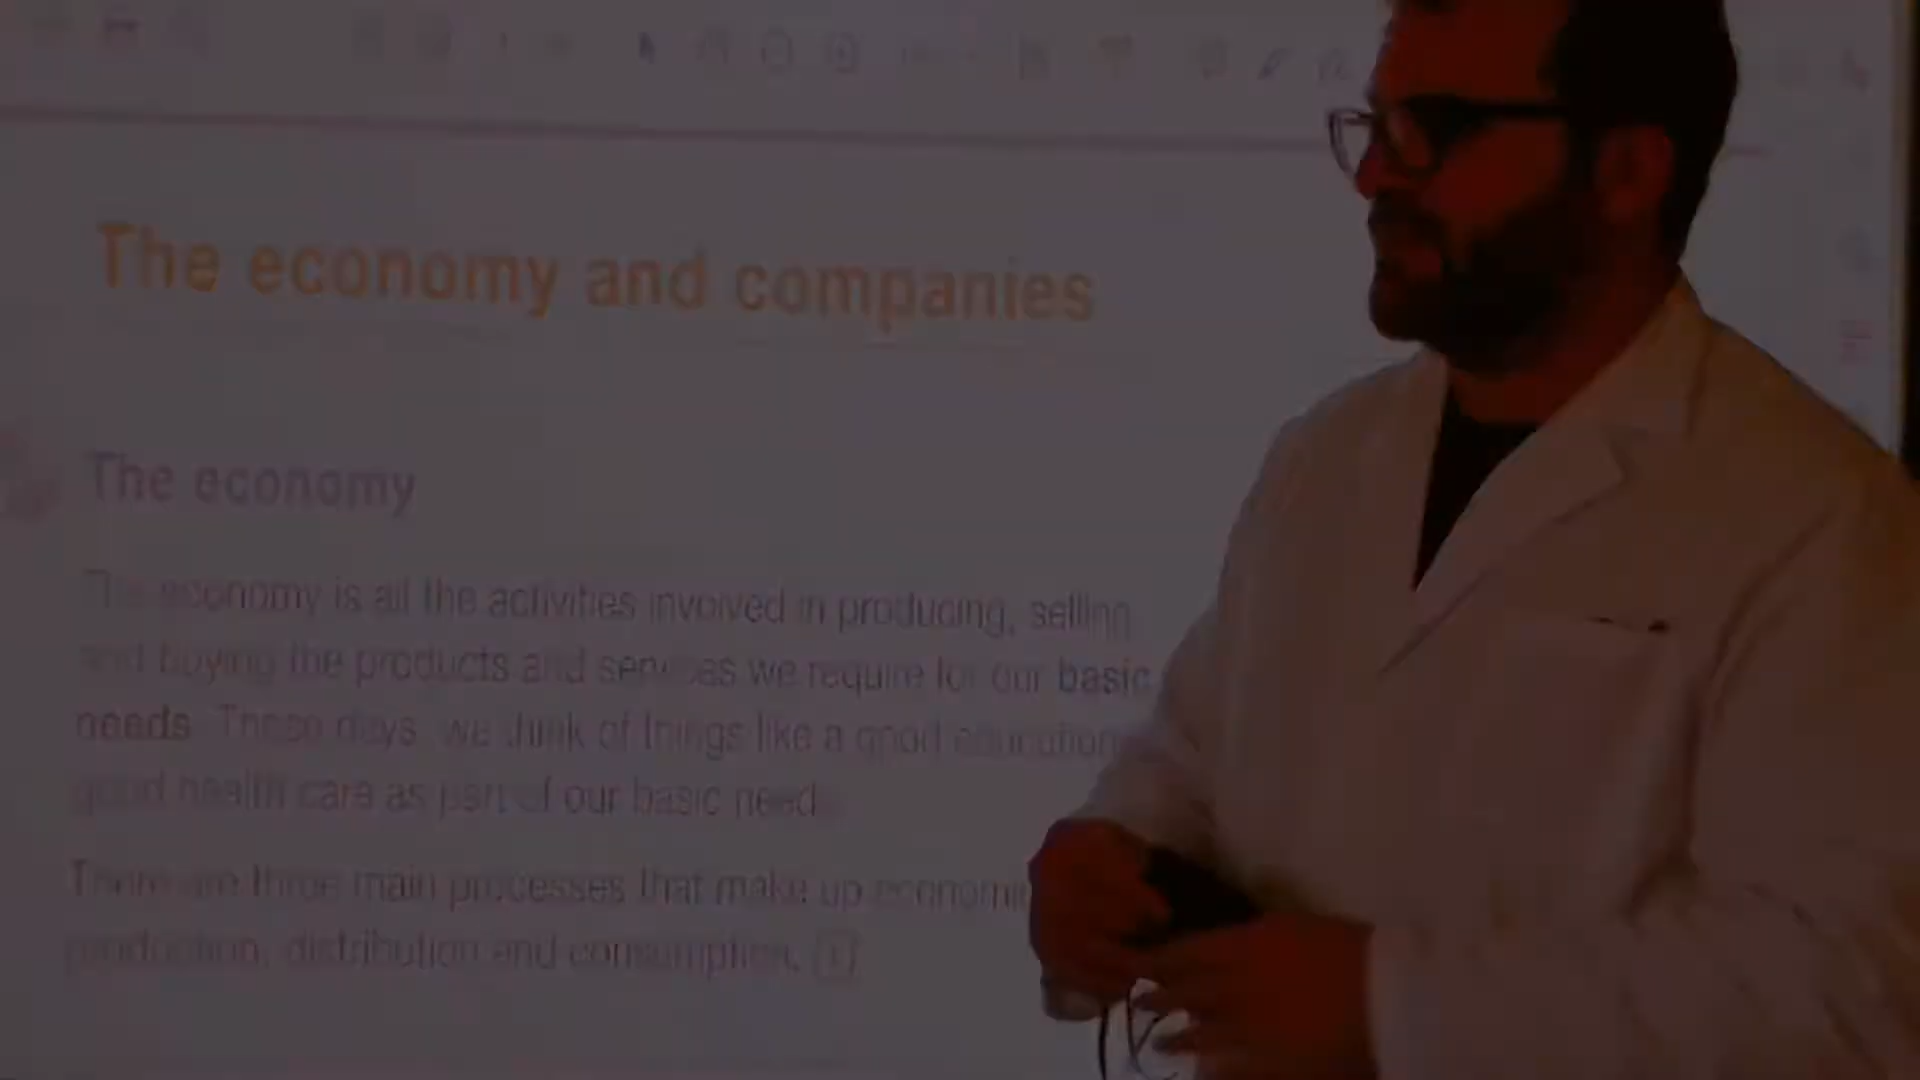 The economy and companies
The economy
The economy is all the activities involved in producing, selling
and buying the products and services we require for our basic
needs. These days, we think of things like a good education
good health care as part of our basic need
There are three main processes that make up economic
production, distribution and consumption. 1